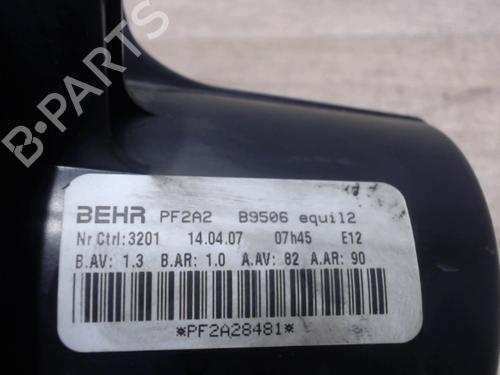 B-PARTS
BEHR PF2A2 B9506 equil2
Nr Ctrl:3201 14.04.07 07h45 E12
B.AV: 1.3 B.AR: 1.0 A.AV: 82 A.AR: 90
*PF2A28481*